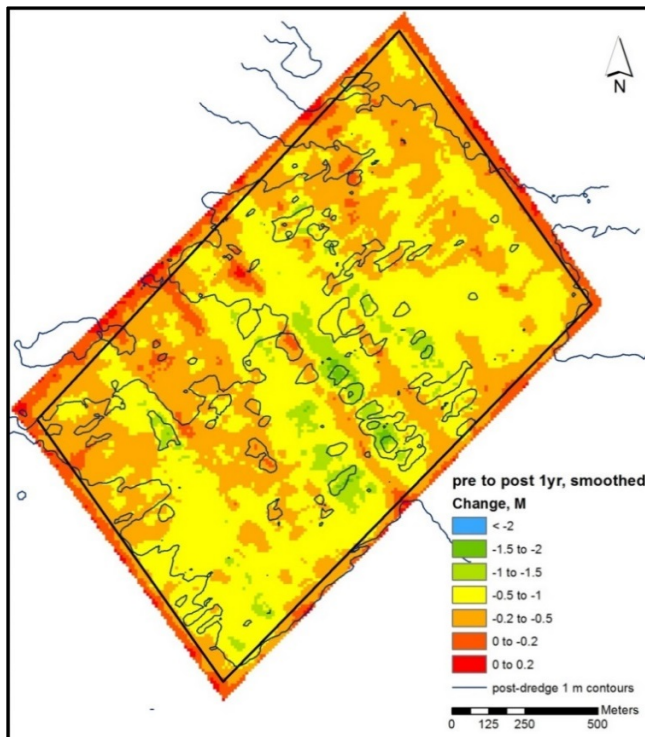 N
pre to post 1yr, smoothed
Change, M
< -2
-1.5 to -2
-1 to -1.5
-0.5 to -1
-0.2 to -0.5
0 to -0.2
0 to 0.2
post-dredge 1 m contours
Meters
0 125 250 500